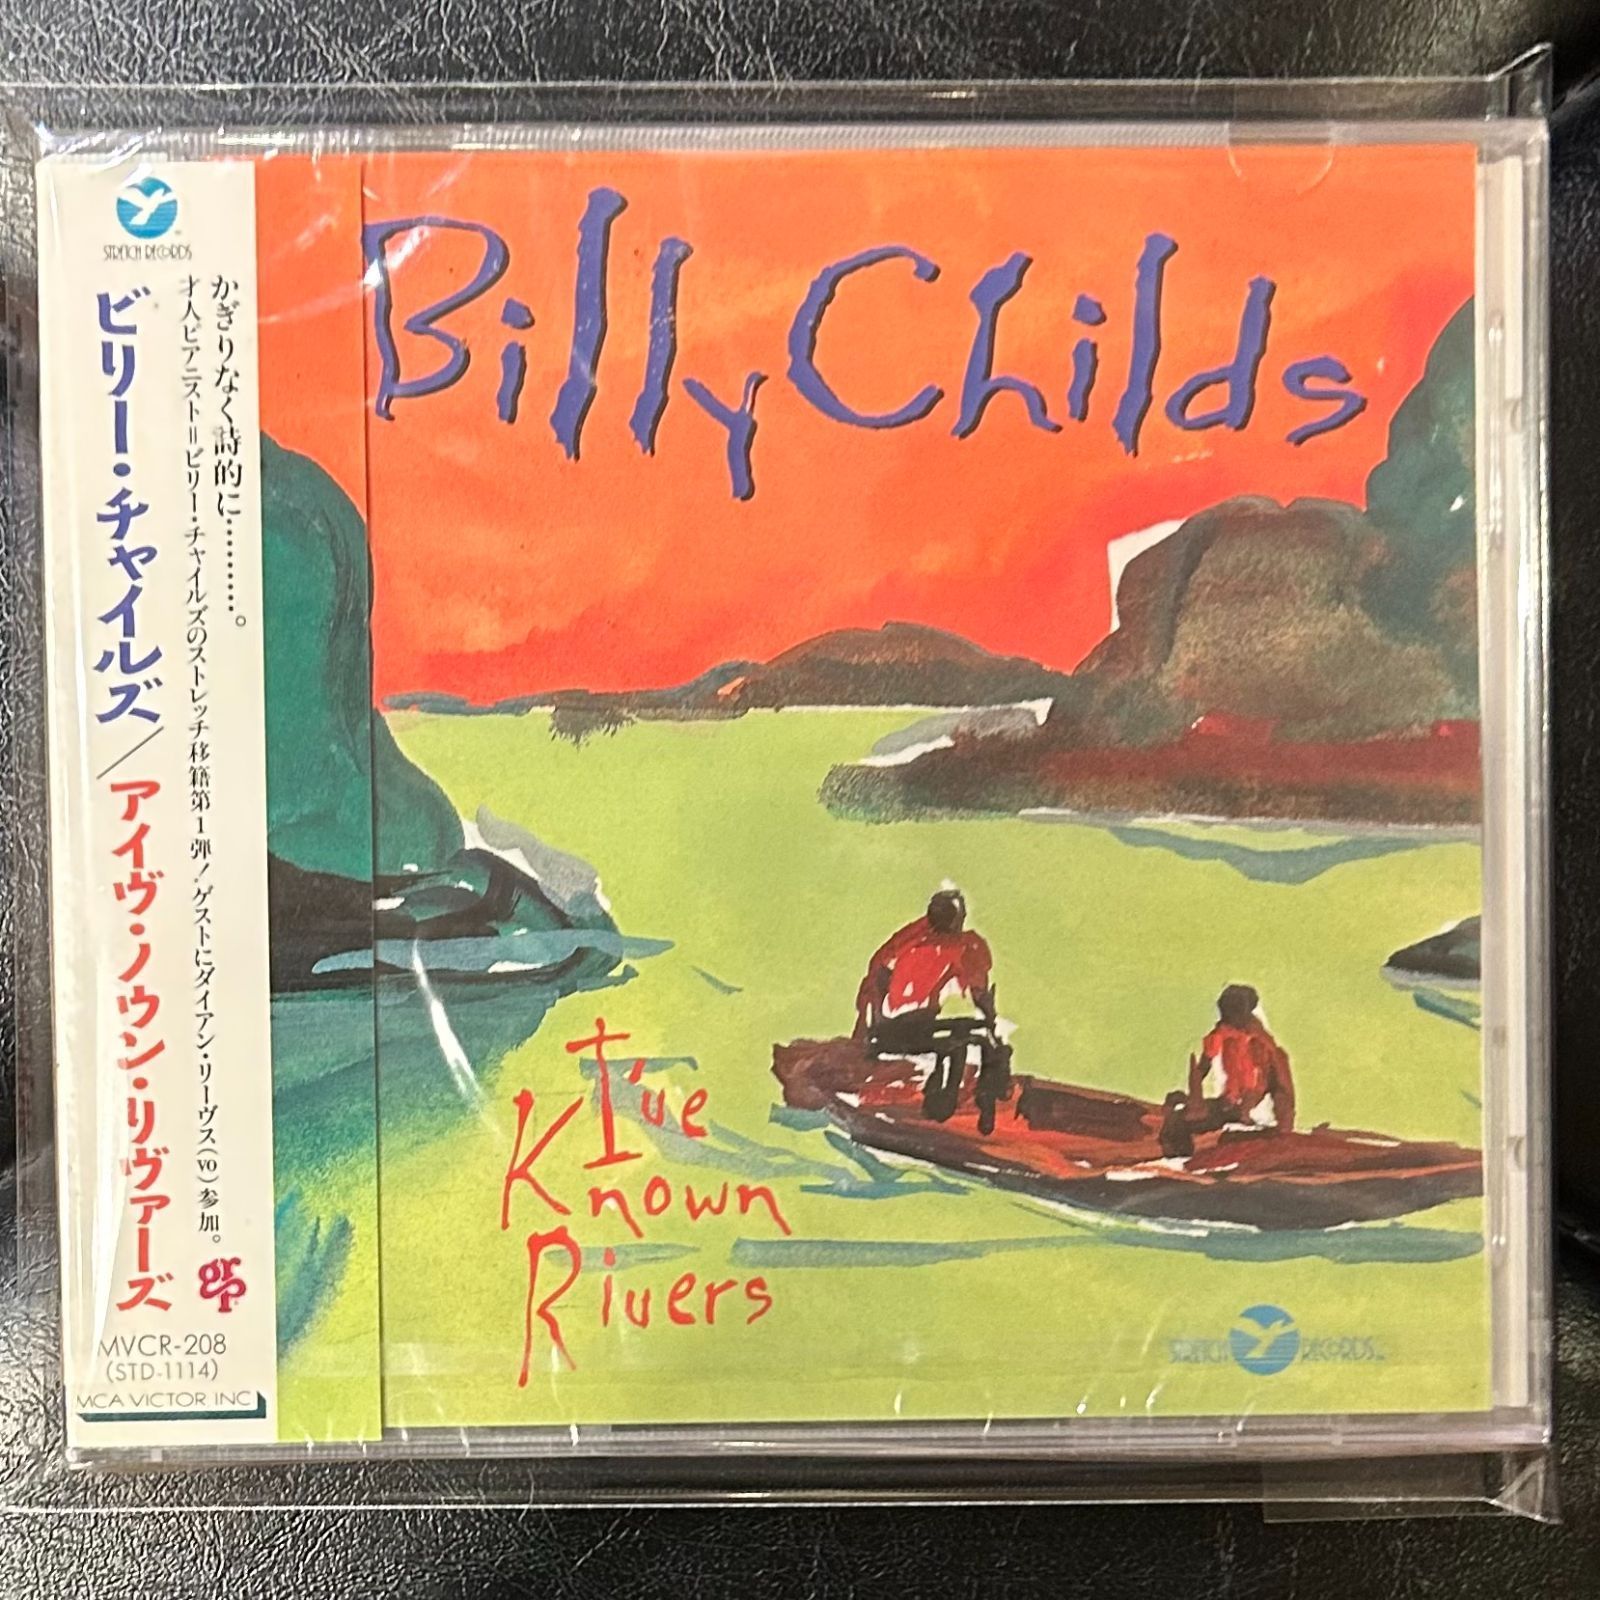 STRETCH RECORDS
かぎりなく詩的に………。
才人ピアニスト=ビリー・チャイルズのストレッチ移籍第1弾!ゲストにダイアン・リーヴス(vo)参加。
ビリー・チャイルズ/アイヴ・ノウン・リヴァーズ
grp
MVCR-208
(STD-1114)
MCA VICTOR INC
Billy Childs
I've
Known
Rivers
STRETCH RECORDS